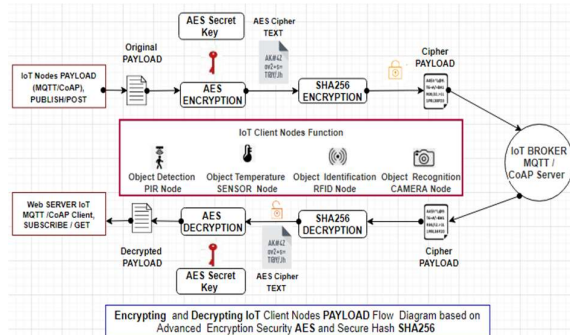 AES Secret
Key
AES Cipher
TEXT
Original
PAYLOAD
Cipher
PAYLOAD
IoT Nodes PAYLOAD
(MQTT/CoAP),
PUBLISH/POST
AES
ENCRYPTION
SHA256
ENCRYPTION
IoT Client Nodes Function
Object Detection
PIR Node
Object Temperature
SENSOR Node
Object Identification
RFID Node
Object Recognition
CAMERA Node
IoT BROKER
MQTT /
CoAP Server
Web SERVER IoT
MQTT /CoAP Client,
SUBSCRIBE / GET
AES
DECRYPTION
SHA256
DECRYPTION
Decrypted
PAYLOAD
AES Secret
Key
AES Cipher
TEXT
Cipher
PAYLOAD
Encrypting and Decrypting IoT Client Nodes PAYLOAD Flow Diagram based on
Advanced Encryption Security AES and Secure Hash SHA256